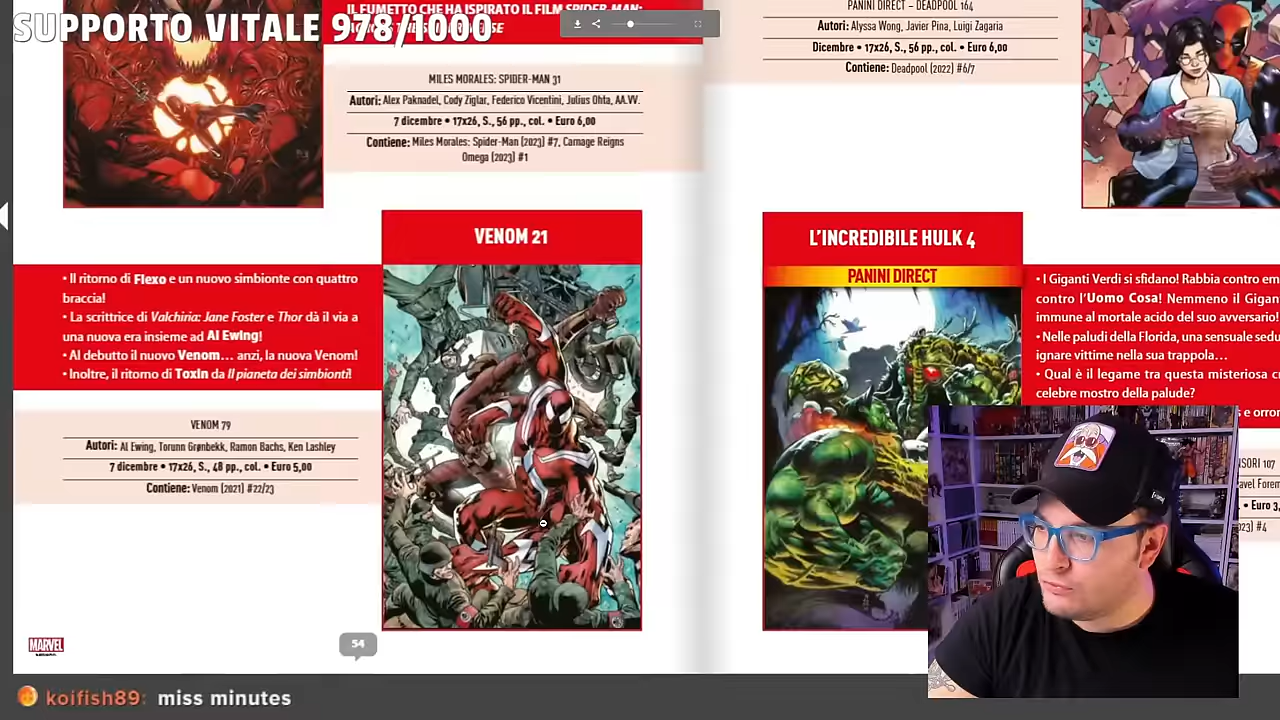 SUPPORTO VITALE 978/1000
IL FUMETTO CHE HA ISPIRATO IL FILM SPIDER-MAN:
MILES MORALES: SPIDER-MAN 31
Autori: Alex Paknadel, Cody Ziglar, Federico Vicentini, Julius Ohta, AA.VV.
7 dicembre • 17x26, S., 56 pp., col. • Euro 6,00
Contiene: Miles Morales: Spider-Man (2023) #7, Carnage Reigns
Omega (2023) #1
PANINI DIRECT – DEADPOOL 164
Autori: Alyssa Wong, Javier Pina, Luigi Zagaria
Dicembre • 17x26, S., 56 pp., col. • Euro 6,00
Contiene: Deadpool (2022) #6/7
VENOM 21
• Il ritorno di Flexo e un nuovo simbionte con quattro
braccia!
• La scrittrice di Valchiria: Jane Foster e Thor dà il via a
una nuova era insieme ad Al Ewing!
• Al debutto il nuovo Venom… anzi, la nuova Venom!
• Inoltre, il ritorno di Toxin da Il pianeta dei simbionti!
VENOM 79
Autori: Al Ewing, Torunn Grønbekk, Ramon Bachs, Ken Lashley
7 dicembre • 17x26, S., 48 pp., col. • Euro 5,00
Contiene: Venom (2021) #22/23
L'INCREDIBILE HULK 4
PANINI DIRECT
• I Giganti Verdi si sfidano! Rabbia contro em
contro l'Uomo Cosa! Nemmeno il Gigan
immune al mortale acido del suo avversario!
• Nelle paludi della Florida, una sensuale sedu
ignare vittime nella sua trappola…
• Qual è il legame tra questa misteriosa c
celebre mostro della palude?
s e orror
SORI 107
avel Forem
• Euro 3,
023) #4
MARVEL
54
koifish89: miss minutes